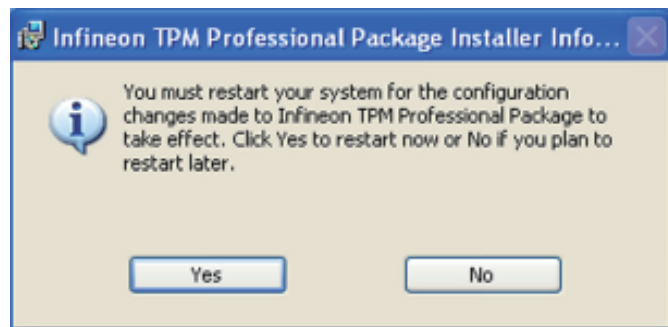 Infineon TPM Professional Package Installer Info...
You must restart your system for the configuration
changes made to Infineon TPM Professional Package to
take effect. Click Yes to restart now or No if you plan to
restart later.
Yes
No